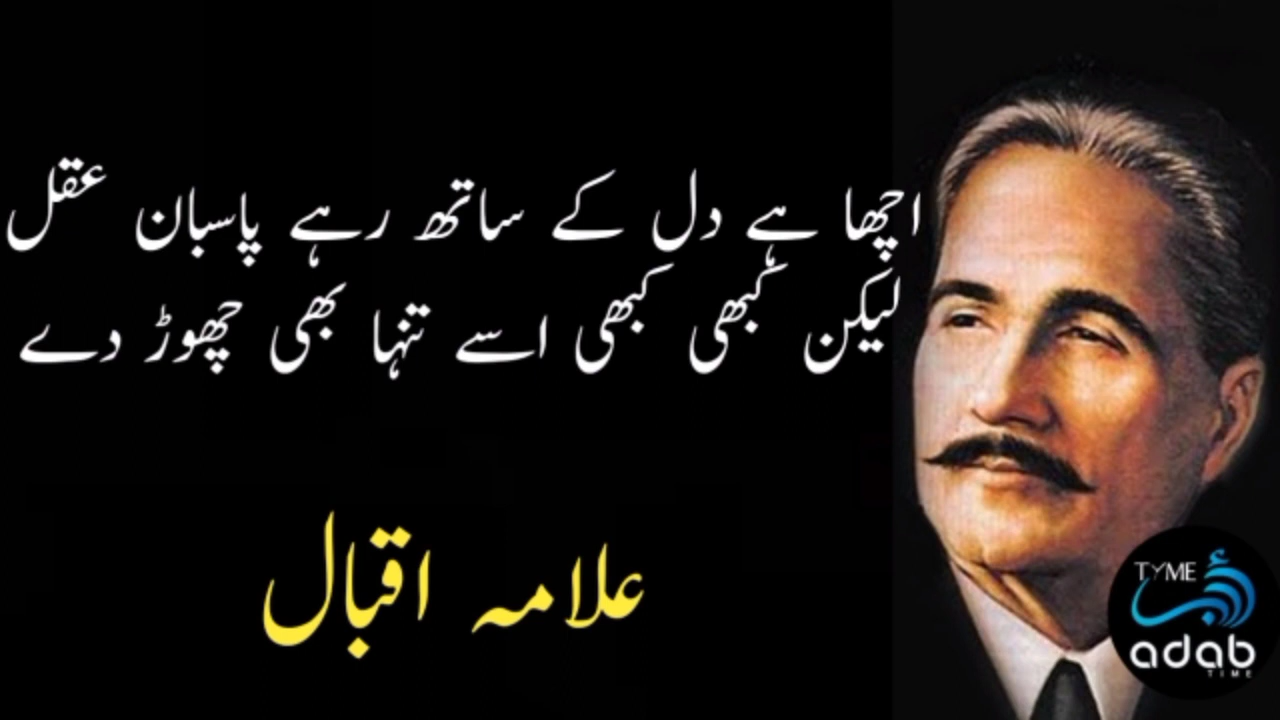 اچھا ہے دل کے ساتھ رہے پاسبان عقل
لیکن کبھی کبھی اسے تنہا بھی چھوڑ دے
علامہ اقبال
TYME
adab
TIME